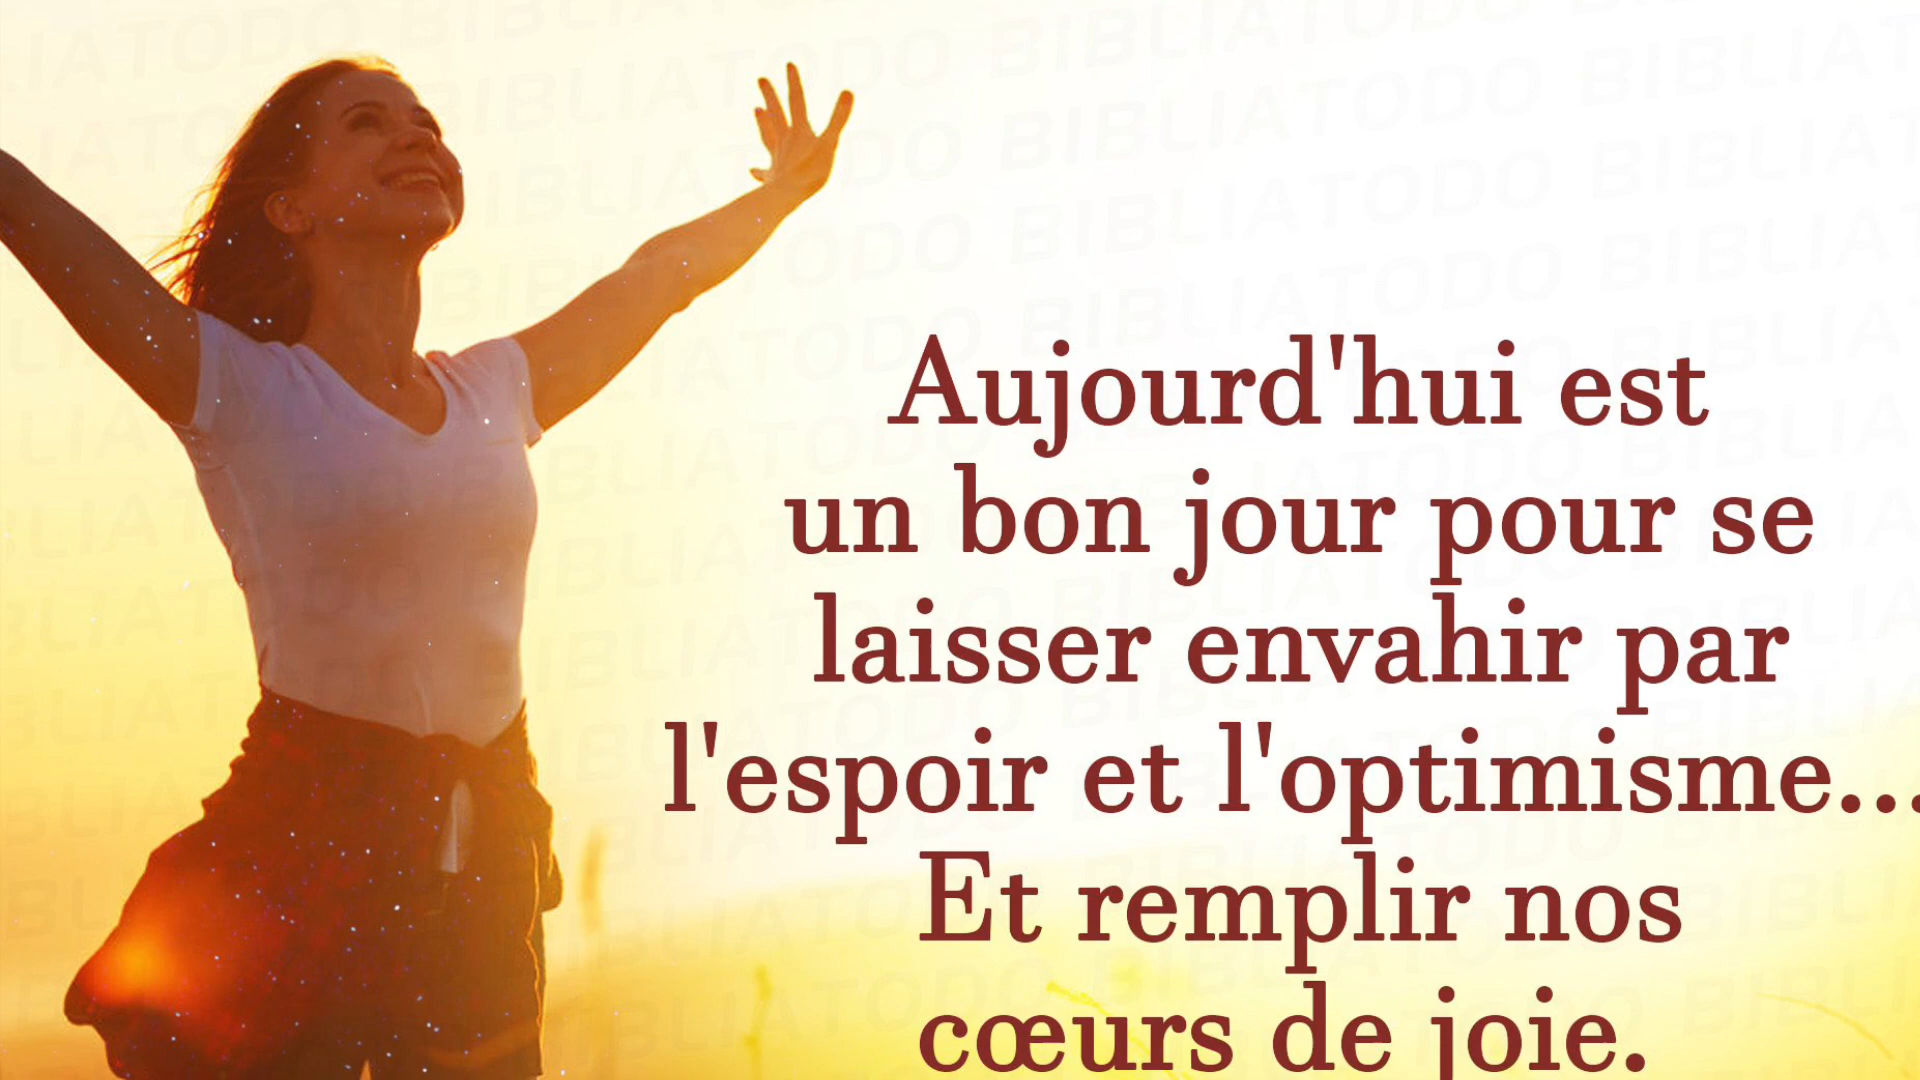 Aujourd'hui est
un bon jour pour se
laisser envahir par
l'espoir et l'optimisme...
Et remplir nos
cœurs de joie.
BIBLIATODO